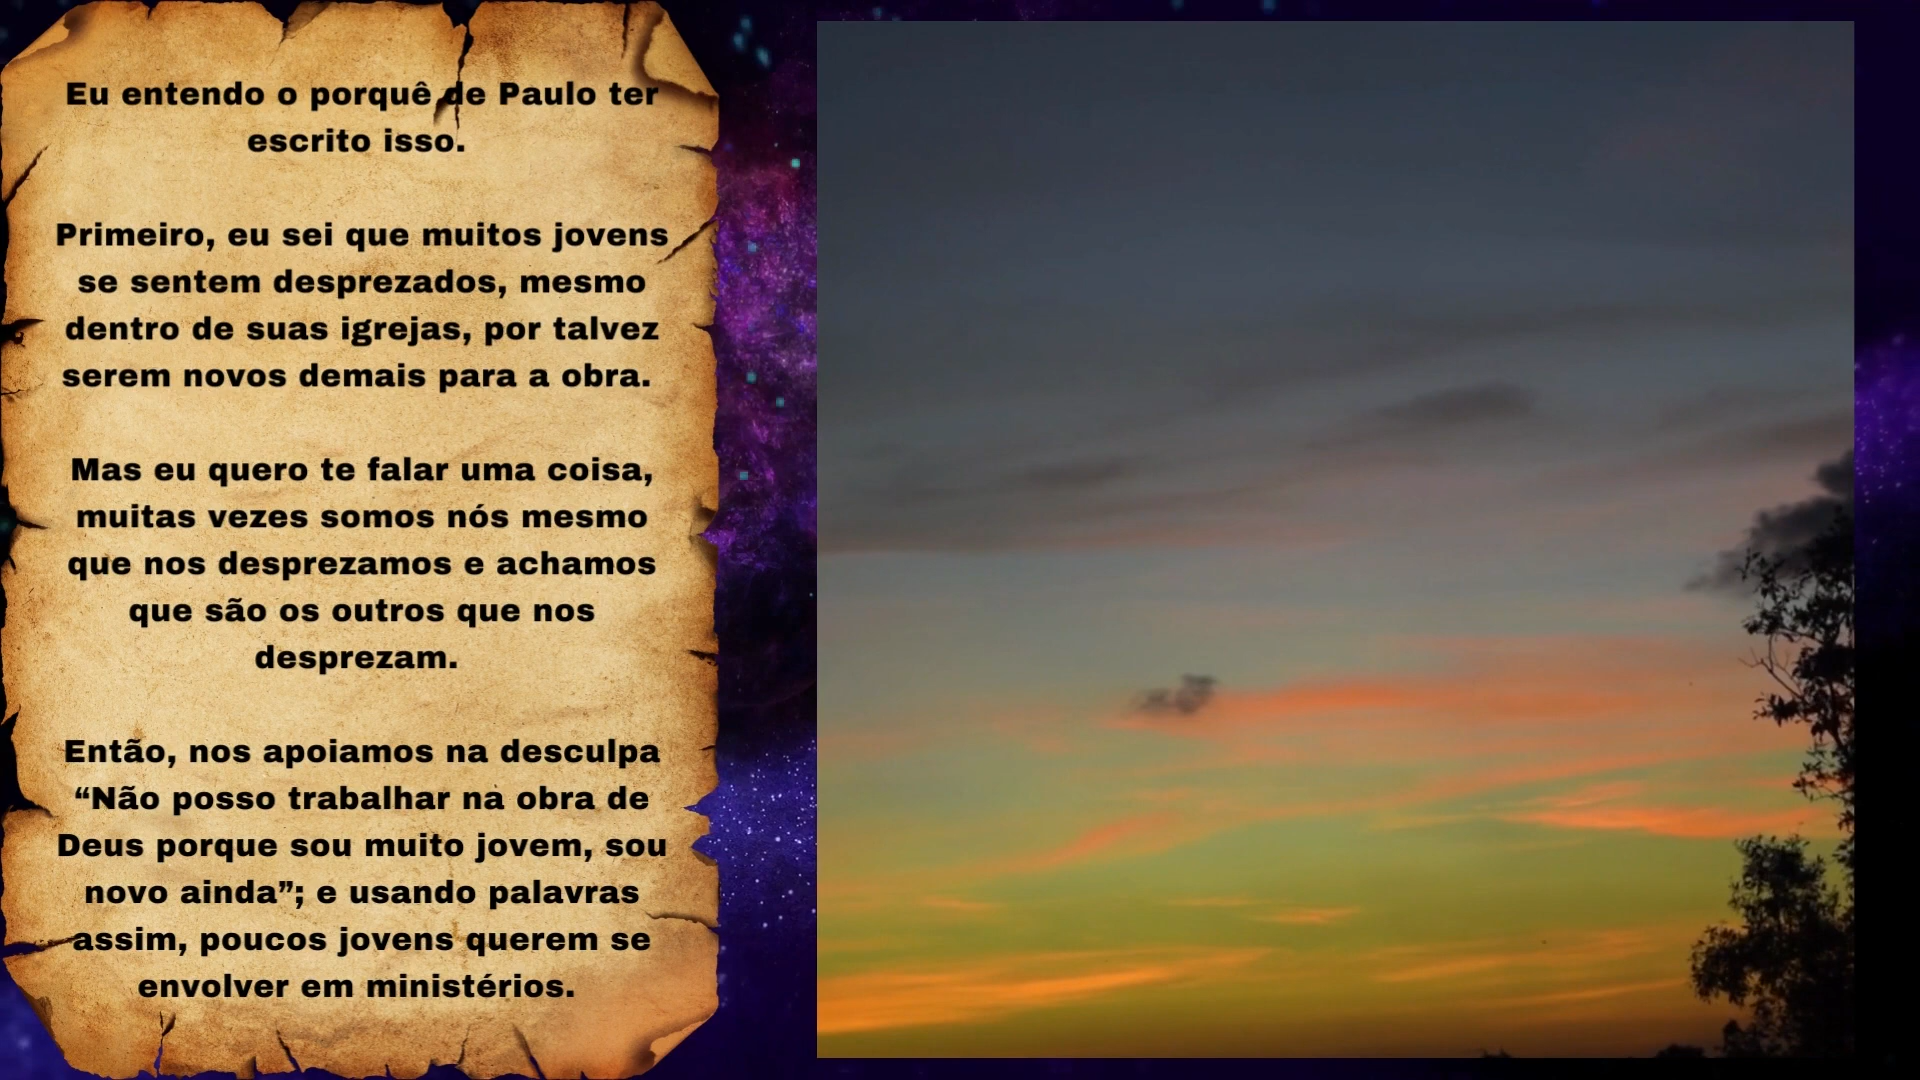 Eu entendo o porquê de Paulo ter
escrito isso.
Primeiro, eu sei que muitos jovens
se sentem desprezados, mesmo
dentro de suas igrejas, por talvez
serem novos demais para a obra.
Mas eu quero te falar uma coisa,
muitas vezes somos nós mesmo
que nos desprezamos e achamos
que são os outros que nos
desprezam.
Então, nos apoiamos na desculpa
“Não posso trabalhar na obra de
Deus porque sou muito jovem, sou
novo ainda”; e usando palavras
assim, poucos jovens querem se
envolver em ministérios.